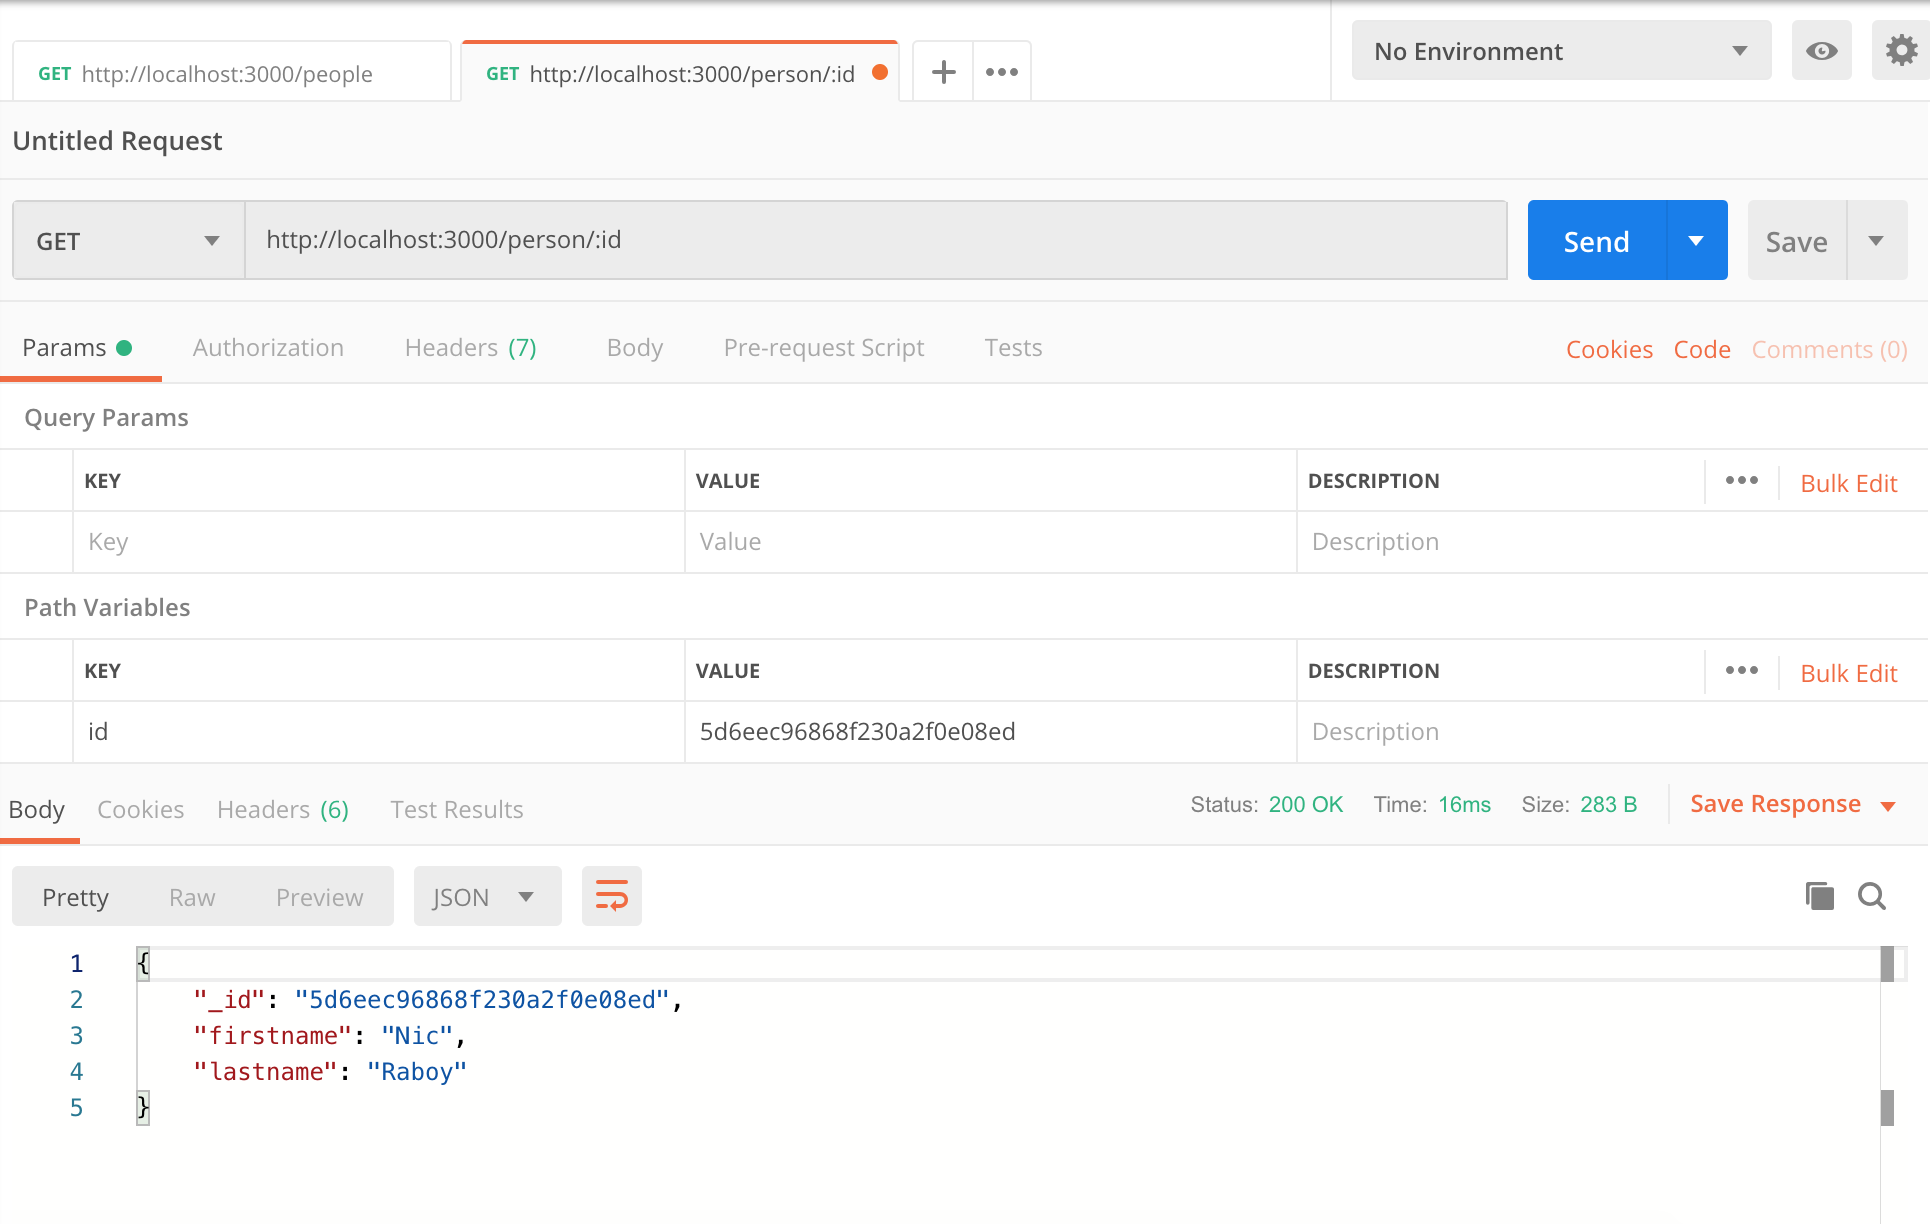 GET http://localhost:3000/people
GET http://localhost:3000/person/:id
No Environment
Untitled Request
GET http://localhost:3000/person/:id Send Save
Params Authorization Headers (7) Body Pre-request Script Tests Cookies Code Comments (0)
Query Params
KEY VALUE DESCRIPTION Bulk Edit
Key Value Description
Path Variables
KEY VALUE DESCRIPTION Bulk Edit
id 5d6eec96868f230a2f0e08ed Description
Body Cookies Headers (6) Test Results Status: 200 OK Time: 16ms Size: 283 B Save Response
Pretty Raw Preview JSON
1 {
2 "_id": "5d6eec96868f230a2f0e08ed",
3 "firstname": "Nic",
4 "lastname": "Raboy"
5 }